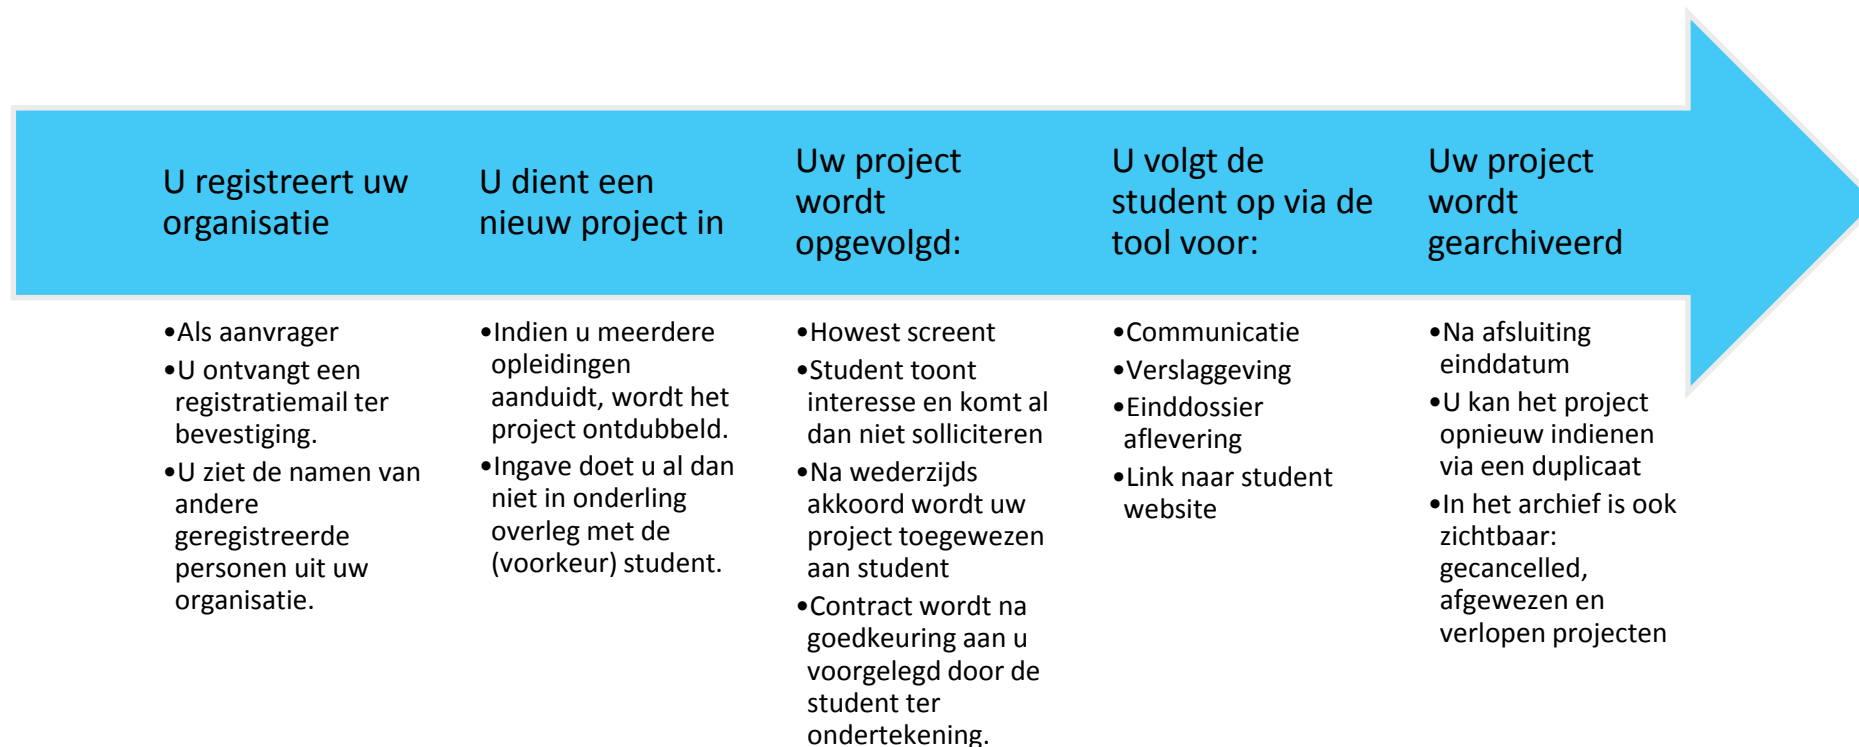 U registreert uw
organisatie
•Als aanvrager
•U ontvangt een
registratiemail ter
bevestiging.
•U ziet de namen van
andere
geregistreerde
personen uit uw
organisatie.
U dient een
nieuw project in
•Indien u meerdere
opleidingen
aanduidt, wordt het
project ontdubbeld.
•Ingave doet u al dan
niet in onderling
overleg met de
(voorkeur) student.
Uw project
wordt
opgevolgd:
•Howest screent
•Student toont
interesse en komt al
dan niet solliciteren
•Na wederzijds
akkoord wordt uw
project toegewezen
aan student
•Contract wordt na
goedkeuring aan u
voorgelegd door de
student ter
ondertekening.
U volgt de
student op via de
tool voor:
•Communicatie
•Verslaggeving
•Einddossier
aflevering
•Link naar student
website
Uw project
wordt
gearchiveerd
•Na afsluiting
einddatum
•U kan het project
opnieuw indienen
via een duplicaat
•In het archief is ook
zichtbaar:
gecancelled,
afgewezen en
verlopen projecten